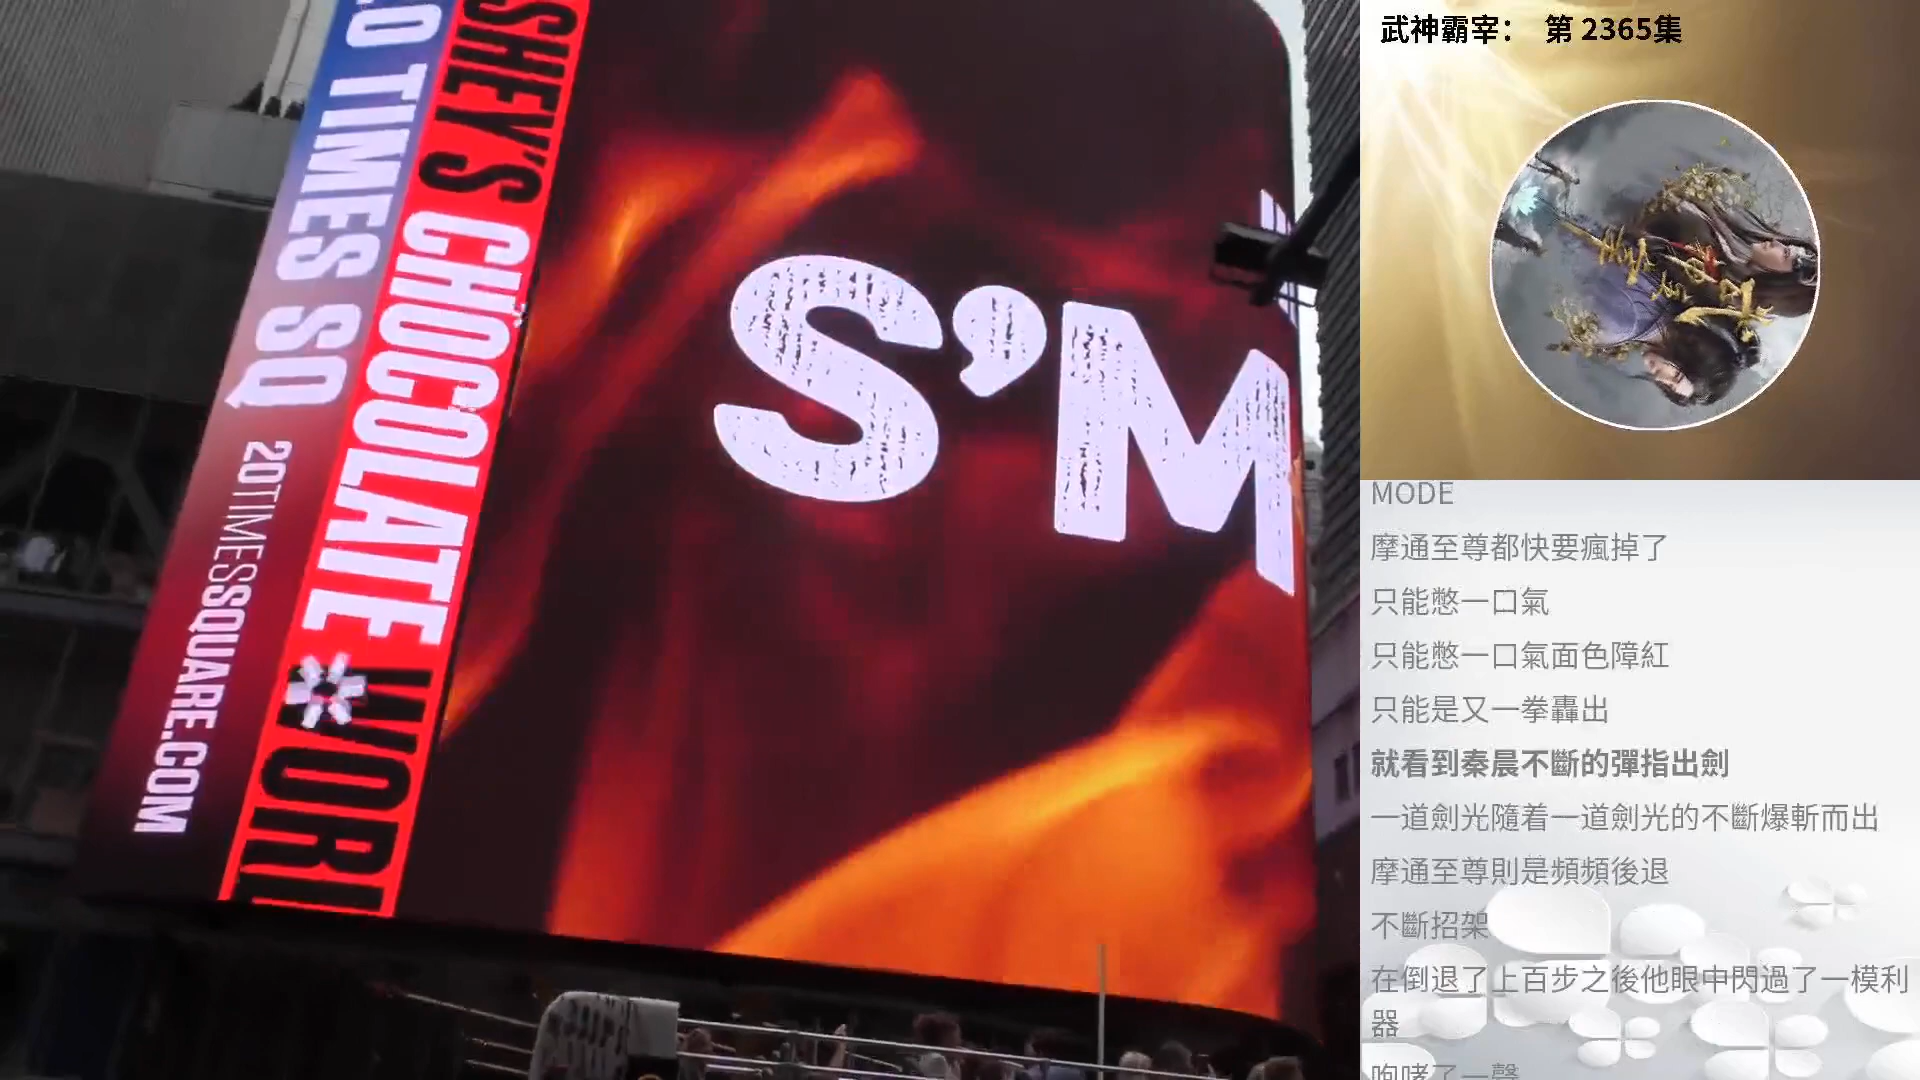 O TIMES SQ
20TIMESSQUARE.COM
SHEY'S CHOCOLATE WORL
S'M
武神霸宰： 第 2365集
MODE
摩通至尊都快要瘋掉了
只能憋一口氣
只能憋一口氣面色障紅
只能是又一拳轟出
就看到秦晨不斷的彈指出劍
一道劍光隨着一道劍光的不斷爆斬而出
摩通至尊則是頻頻後退
不斷招架
在倒退了上百步之後他眼中閃過了一模利
器
咆哮了一聲